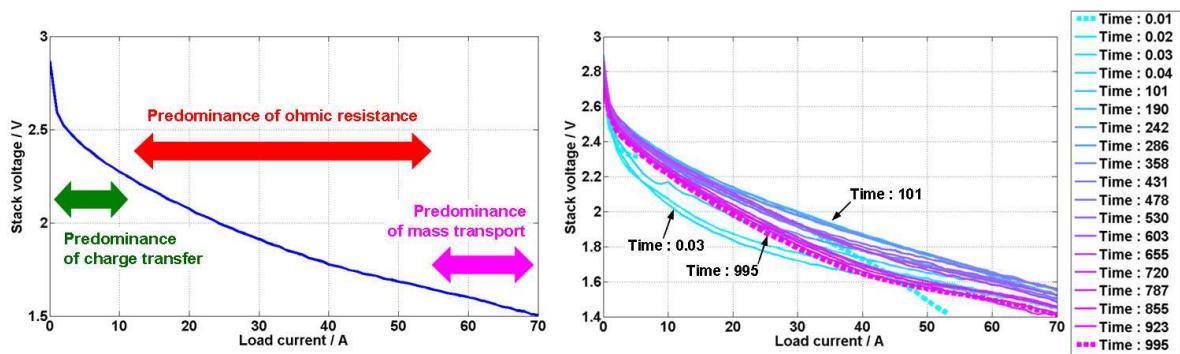 3
2.5
2
1.5
Stack voltage / V
0
10
20
30
40
50
60
70
Load current / A
Predominance of ohmic resistance
Predominance
of charge transfer
Predominance
of mass transport
3
2.8
2.6
2.4
2.2
2
1.8
1.6
1.4
Stack voltage / V
0
10
20
30
40
50
60
70
Load current / A
Time : 101
Time : 0.03
Time : 995
Time : 0.01
Time : 0.02
Time : 0.03
Time : 0.04
Time : 101
Time : 190
Time : 242
Time : 286
Time : 358
Time : 431
Time : 478
Time : 530
Time : 603
Time : 655
Time : 720
Time : 787
Time : 855
Time : 923
Time : 995